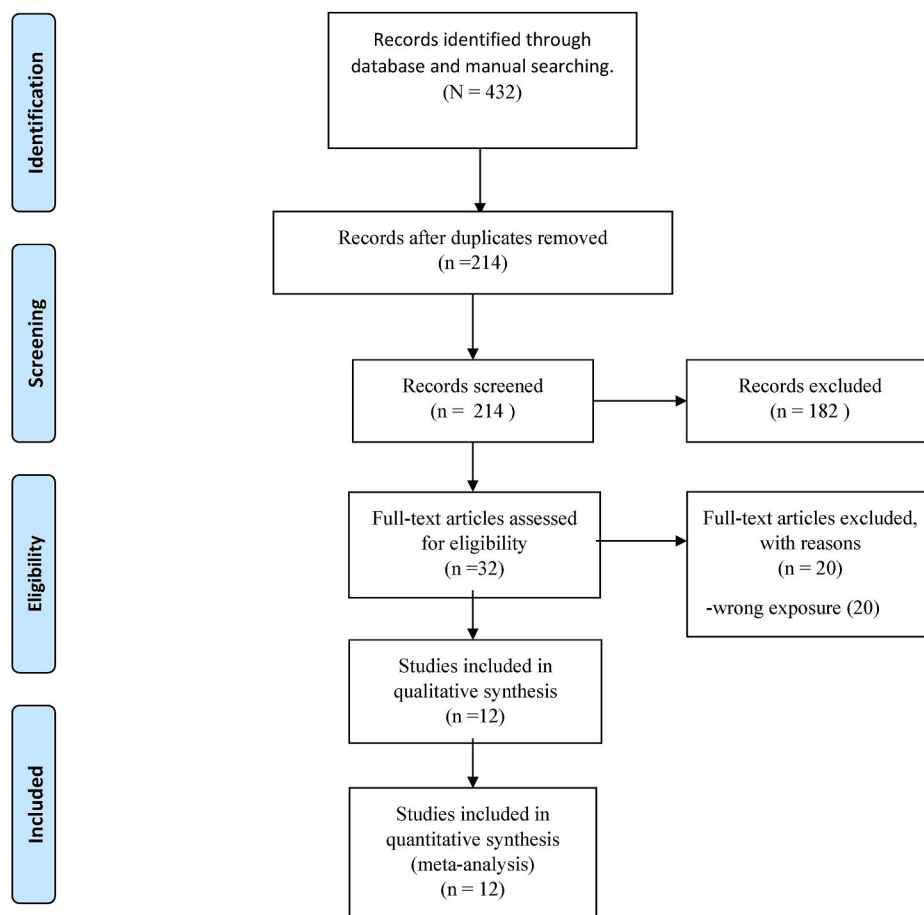 Identification
Records identified through
database and manual searching.
(N = 432)
Records after duplicates removed
(n =214)
Screening
Records screened
(n = 214 )
Records excluded
(n = 182 )
Eligibility
Full-text articles assessed
for eligibility
(n =32)
Full-text articles excluded,
with reasons
(n = 20)
-wrong exposure (20)
Studies included in
qualitative synthesis
(n =12)
Included
Studies included in
quantitative synthesis
(meta-analysis)
(n = 12)